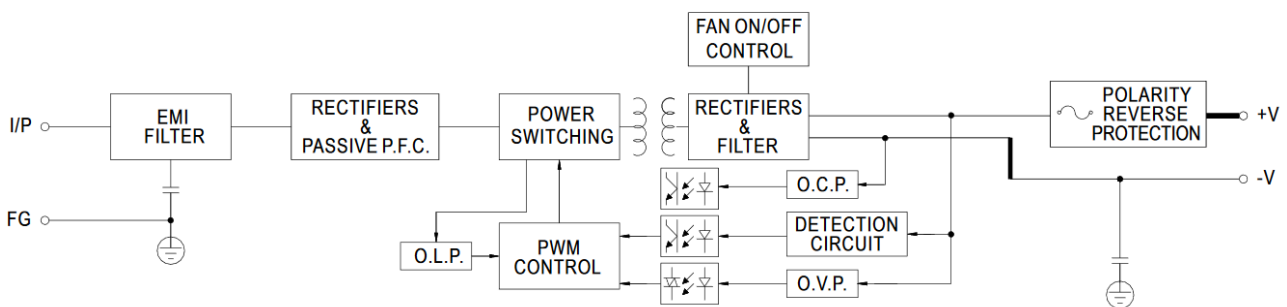 FAN ON/OFF
CONTROL
I/P
EMI
FILTER
RECTIFIERS
&
PASSIVE P.F.C.
POWER
SWITCHING
RECTIFIERS
&
FILTER
POLARITY
REVERSE
PROTECTION
+V
-V
O.C.P.
FG
O.L.P.
PWM
CONTROL
DETECTION
CIRCUIT
O.V.P.